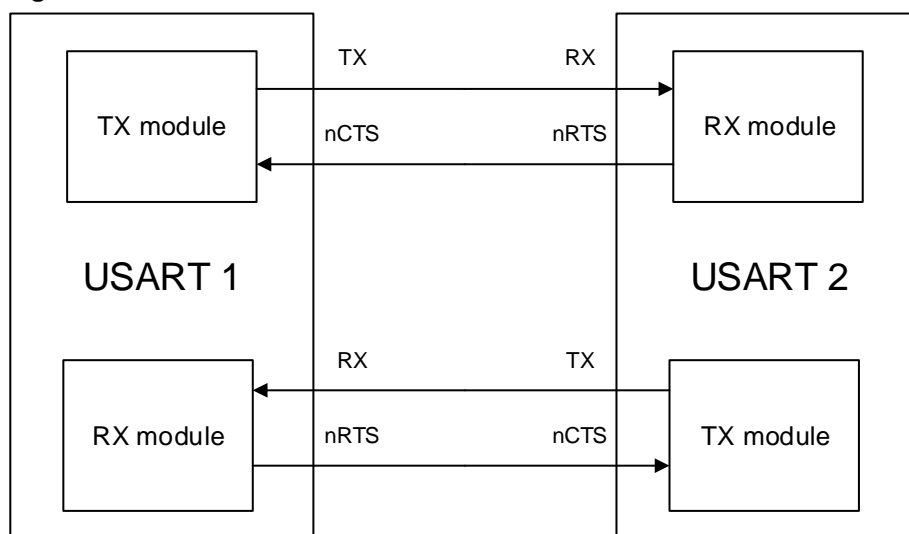 TX RX
TX module RX module
nCTS nRTS
USART 1 USART 2
RX TX
RX module TX module
nRTS nCTS